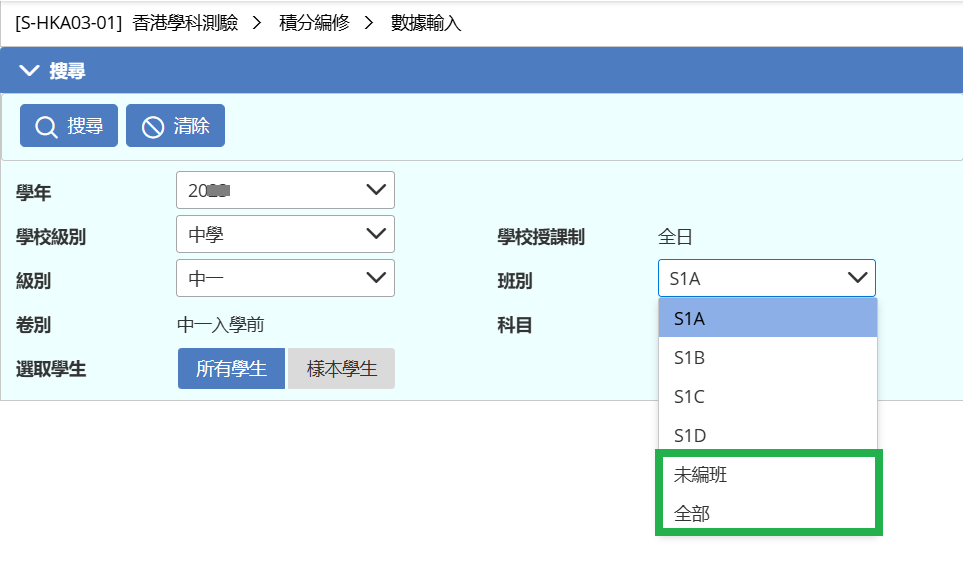 [S-HKA03-01] 香港學科測驗 > 積分編修 > 數據輸入
搜尋
搜尋 清除
學年
學校級別 中學 學校授課制 全日
級別 中一 班別 S1A
卷別 中一入學前 科目
S1A
選取學生 所有學生 樣本學生
S1B
S1C
S1D
未編班
全部